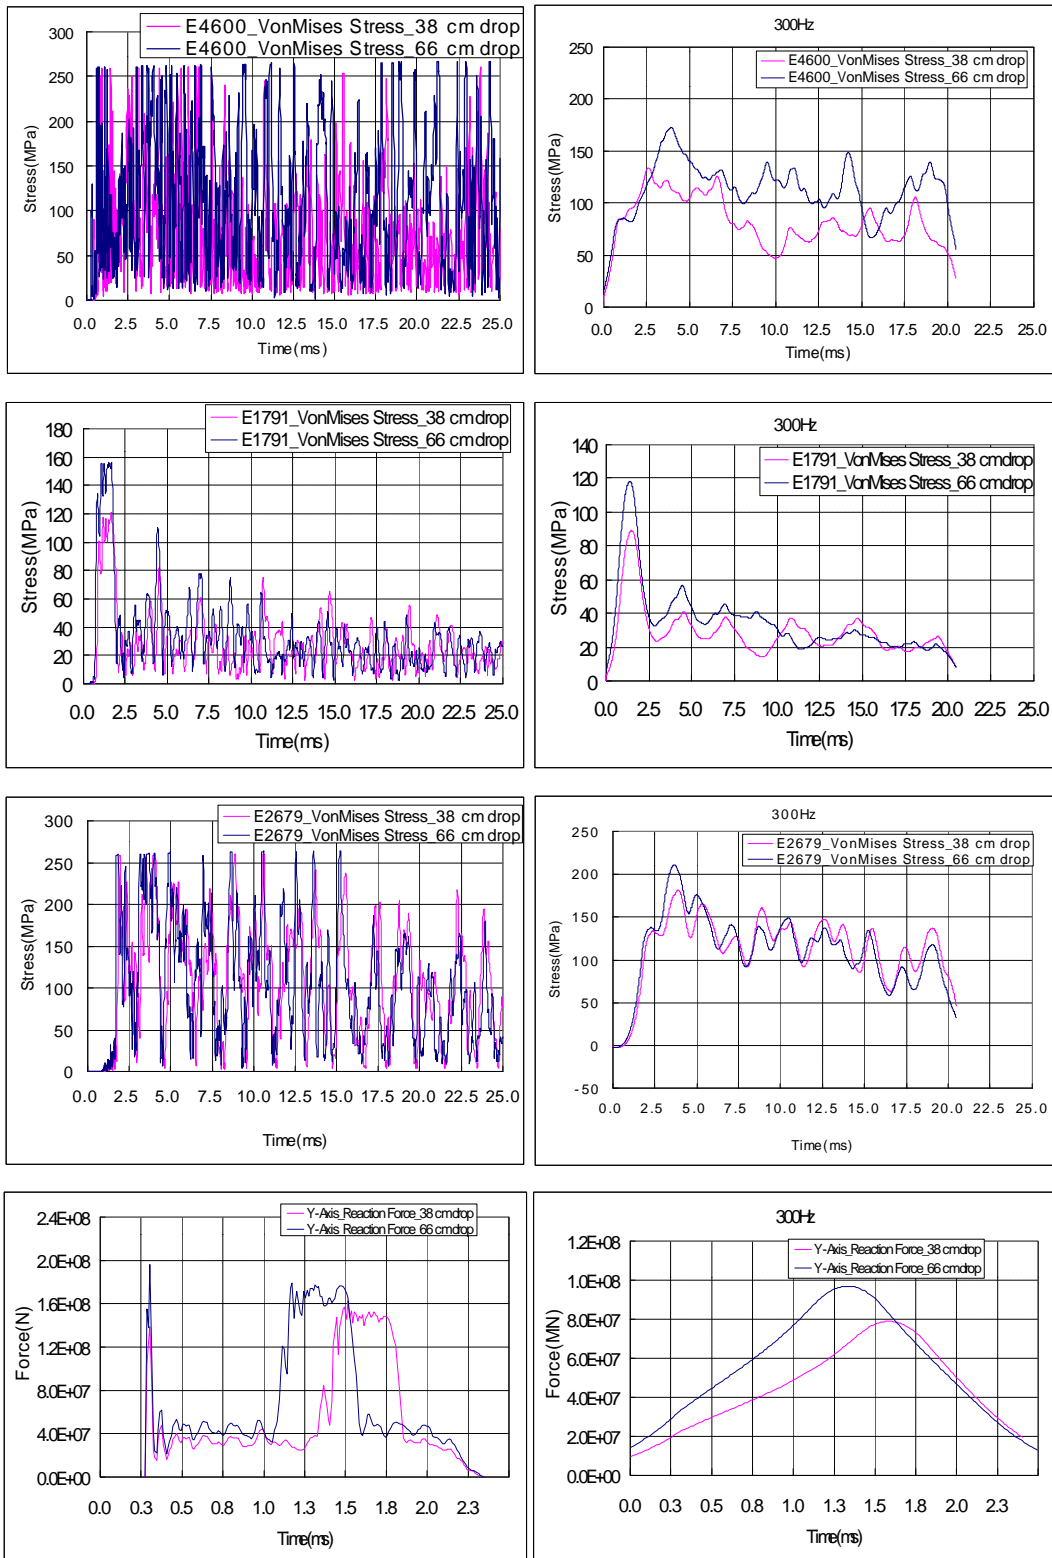 E4600_VonMises Stress_38 cm drop
E4600_VonMises Stress_66 cm drop
300
250
200
150
100
50
0
Stress(MPa)
0.0 2.5 5.0 7.5 10.0 12.5 15.0 17.5 20.0 22.5 25.0
Time(ms)
300Hz
E4600_VonMises Stress_38 cm drop
E4600_VonMises Stress_66 cm drop
250
200
150
100
50
0
Stress(MPa)
0.0 2.5 5.0 7.5 10.0 12.5 15.0 17.5 20.0 22.5 25.0
Time(ms)
E1791_VonMises Stress_38 cm drop
E1791_VonMises Stress_66 cm drop
180
160
140
120
100
80
60
40
20
0
Stress(MPa)
0.0 2.5 5.0 7.5 10.0 12.5 15.0 17.5 20.0 22.5 25.0
Time(ms)
300Hz
E1791_VonMises Stress_38 cm drop
E1791_VonMises Stress_66 cm drop
140
120
100
80
60
40
20
0
Stress(MPa)
0.0 2.5 5.0 7.5 10.0 12.5 15.0 17.5 20.0 22.5 25.0
Time(ms)
E2679_VonMises Stress_38 cm drop
E2679_VonMises Stress_66 cm drop
300
250
200
150
100
50
0
Stress(MPa)
0.0 2.5 5.0 7.5 10.0 12.5 15.0 17.5 20.0 22.5 25.0
Time(ms)
300Hz
E2679_VonMises Stress_38 cm drop
E2679_VonMises Stress_66 cm drop
250
200
150
100
50
0
-50
Stress(MPa)
0.0 2.5 5.0 7.5 10.0 12.5 15.0 17.5 20.0 22.5 25.0
Time(ms)
Y-Axis_Reaction Force_38 cm drop
Y-Axis_Reaction Force_66 cm drop
2.4E+08
2.0E+08
1.6E+08
1.2E+08
8.0E+07
4.0E+07
0.0E+00
Force(N)
0.0 0.3 0.5 0.8 1.0 1.3 1.5 1.8 2.0 2.3
Time(ms)
300Hz
Y-Axis_Reaction Force_38 cm drop
Y-Axis_Reaction Force_66 cm drop
1.2E+08
1.0E+08
8.0E+07
6.0E+07
4.0E+07
2.0E+07
0.0E+00
Force(MN)
0.0 0.3 0.5 0.8 1.0 1.3 1.5 1.8 2.0 2.3
Time(ms)